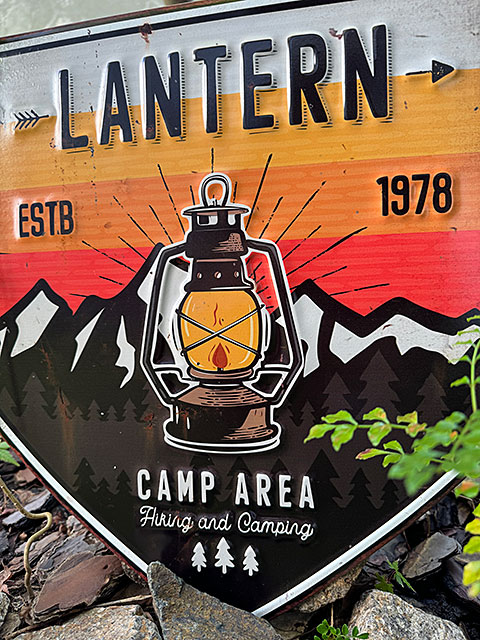 LANTERN
ESTB 1978
CAMP AREA
Hiking and Camping